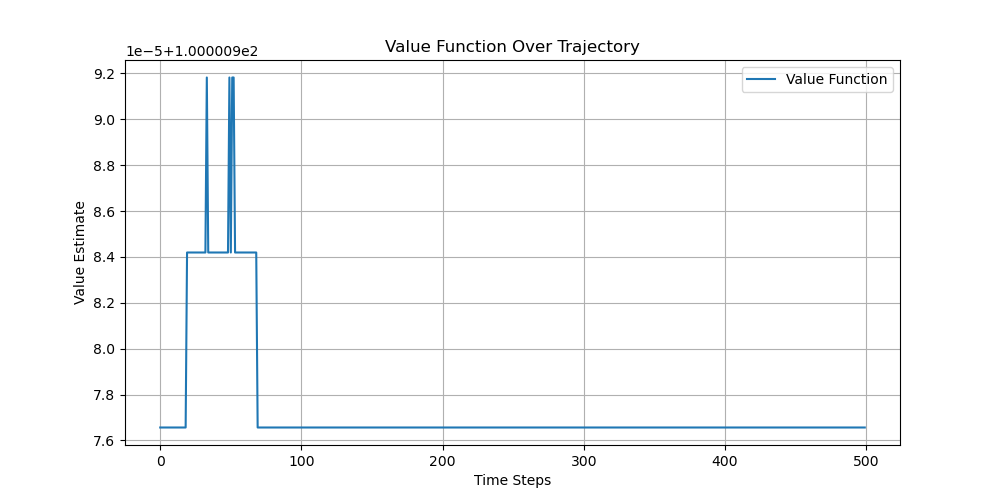 Value Function Over Trajectory
1e−5+1.000009e2
Value Function
9.2
9.0
8.8
8.6
8.4
8.2
8.0
7.8
7.6
Value Estimate
0 100 200 300 400 500
Time Steps